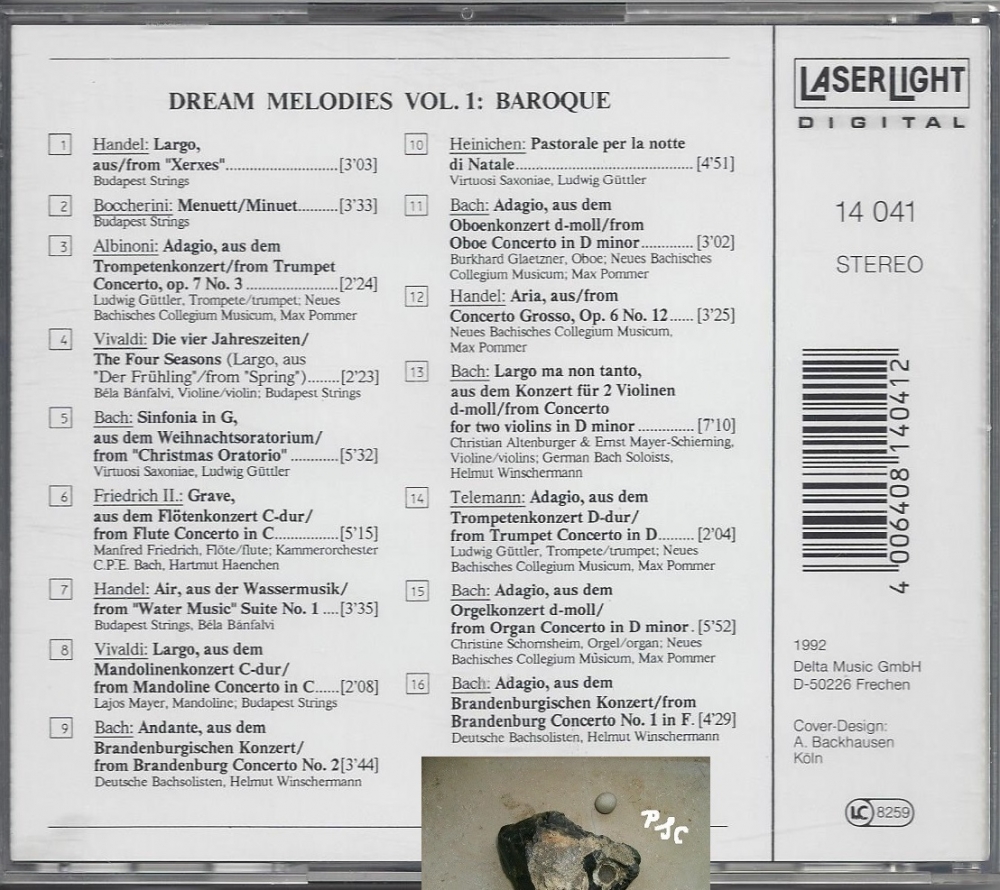 DREAM MELODIES VOL. 1: BAROQUE
1 Handel: Largo,
aus/from "Xerxes"............................[3'03]
Budapest Strings
2 Boccherini: Menuett/Minuet..........[3'33]
Budapest Strings
3 Albinoni: Adagio, aus dem
Trompetenkonzert/from Trumpet
Concerto, op. 7 No. 3.......................[2'24]
Ludwig Güttler, Trompete/trumpet; Neues
Bachisches Collegium Musicum, Max Pommer
4 Vivaldi: Die vier Jahreszeiten/
The Four Seasons (Largo, aus
"Der Frühling"/from "Spring")........[2'23]
Béla Bánfalvi, Violine/violin; Budapest Strings
5 Bach: Sinfonia in G,
aus dem Weihnachtsoratorium/
from "Christmas Oratorio" ............[5'32]
Virtuosi Saxoniae, Ludwig Güttler
6 Friedrich II.: Grave,
aus dem Flötenkonzert C-dur/
from Flute Concerto in C................[5'15]
Manfred Friedrich, Flöte/flute; Kammerorchester
C.P.E. Bach, Hartmut Haenchen
7 Handel: Air, aus der Wassermusik/
from "Water Music" Suite No. 1 ....[3'35]
Budapest Strings, Béla Bánfalvi
8 Vivaldi: Largo, aus dem
Mandolinenkonzert C-dur/
from Mandoline Concerto in C......[2'08]
Lajos Mayer, Mandoline; Budapest Strings
9 Bach: Andante, aus dem
Brandenburgischen Konzert/
from Brandenburg Concerto No. 2[3'44]
Deutsche Bachsolisten, Helmut Winschermann
10 Heinichen: Pastorale per la notte
di Natale.............................................[4'51]
Virtuosi Saxoniae, Ludwig Güttler
11 Bach: Adagio, aus dem
Oboenkonzert d-moll/from
Oboe Concerto in D minor.............[3'02]
Burkhard Glaetzner, Oboe; Neues Bachisches
Collegium Musicum; Max Pommer
12 Handel: Aria, aus/from
Concerto Grosso, Op. 6 No. 12......[3'25]
Neues Bachisches Collegium Musicum,
Max Pommer
13 Bach: Largo ma non tanto,
aus dem Konzert für 2 Violinen
d-moll/from Concerto
for two violins in D minor..............[7'10]
Christian Altenburger & Ernst Mayer-Schierning,
Violine/violins; German Bach Soloists,
Helmut Winschermann
14 Telemann: Adagio, aus dem
Trompetenkonzert D-dur/
from Trumpet Concerto in D.........[2'04]
Ludwig Güttler, Trompete/trumpet; Neues
Bachisches Collegium Musicum, Max Pommer
15 Bach: Adagio, aus dem
Orgelkonzert d-moll/
from Organ Concerto in D minor . [5'52]
Christine Schornsheim, Orgel/organ; Neues
Bachisches Collegium Musicum, Max Pommer
16 Bach: Adagio, aus dem
Brandenburgischen Konzert/from
Brandenburg Concerto No. 1 in F. [4'29]
Deutsche Bachsolisten, Helmut Winschermann
LASERLIGHT
DIGITAL
14 041
STEREO
4 006408 140412
1992
Delta Music GmbH
D-50226 Frechen
Cover-Design:
A. Backhausen
Köln
LC 8259
PSC